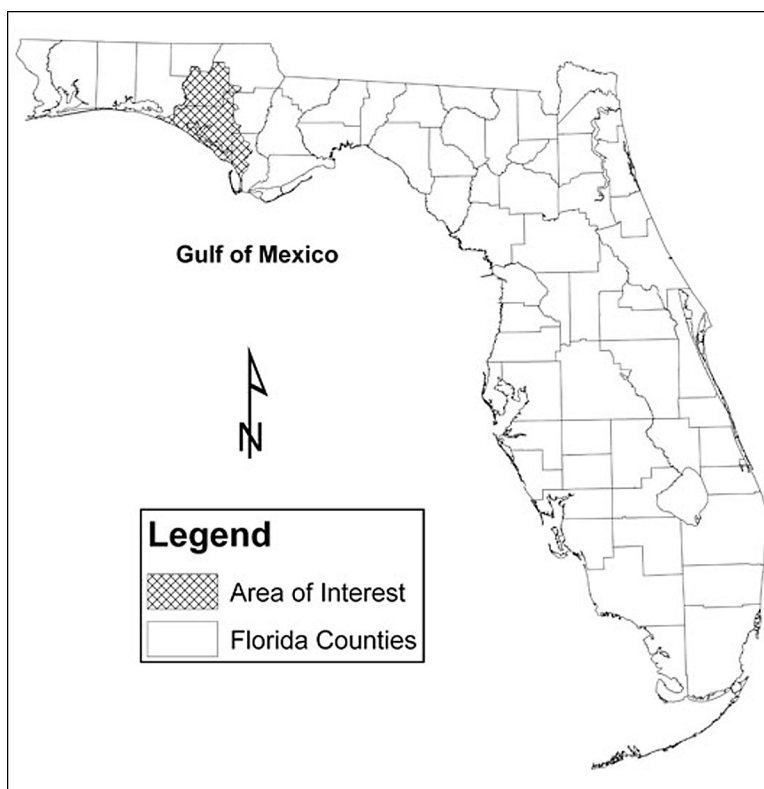 Gulf of Mexico
N
Legend
Area of Interest
Florida Counties